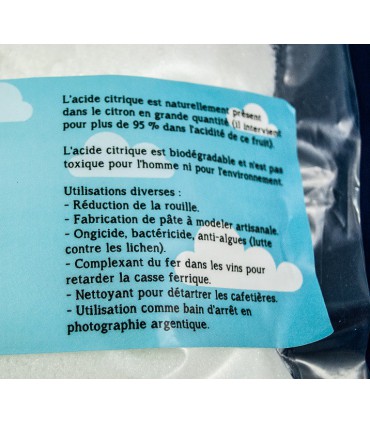 L'acide citrique est naturellement présent
dans le citron en grande quantité (il intervient
pour plus de 95 % dans l'acidité de ce fruit).
L'acide citrique est biodégradable et n'est pas
toxique pour l'homme ni pour l'environnement.
Utilisations diverses :
- Réduction de la rouille.
- Fabrication de pâte à modeler artisanale.
- Ongicide, bactéricide, anti-algues (lutte
contre les lichen).
- Complexant du fer dans les vins pour
retarder la casse ferrique.
- Nettoyant pour détartrer les cafetières.
- Utilisation comme bain d'arrêt en
photographie argentique.